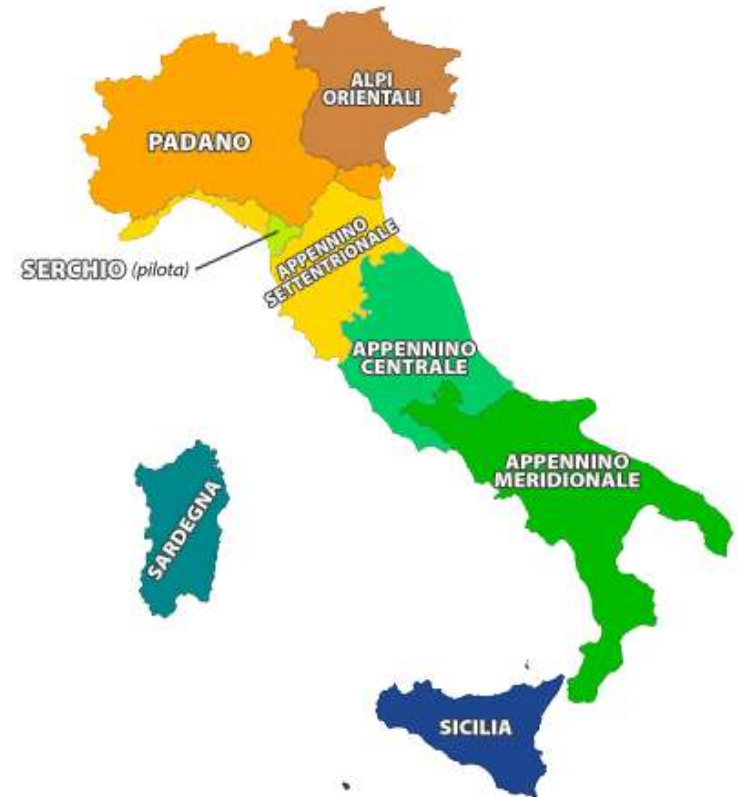 ALPI
ORIENTALI
PADANO
SERCHIO (pilota)
APPENNINO
SETTENTRIONALE
APPENNINO
CENTRALE
APPENNINO
MERIDIONALE
SARDEGNA
SICILIA